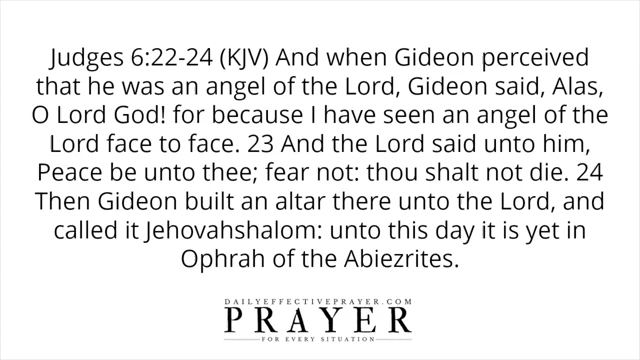 Judges 6:22-24 (KJV) And when Gideon perceived
that he was an angel of the Lord, Gideon said, Alas,
O Lord God! for because I have seen an angel of the
Lord face to face. 23 And the Lord said unto him,
Peace be unto thee; fear not: thou shalt not die. 24
Then Gideon built an altar there unto the Lord, and
called it Jehovahshalom: unto this day it is yet in
Ophrah of the Abiezrites.
DAILYEFFECTIVEPRAYER.COM
PRAYER
FOR EVERY SITUATION